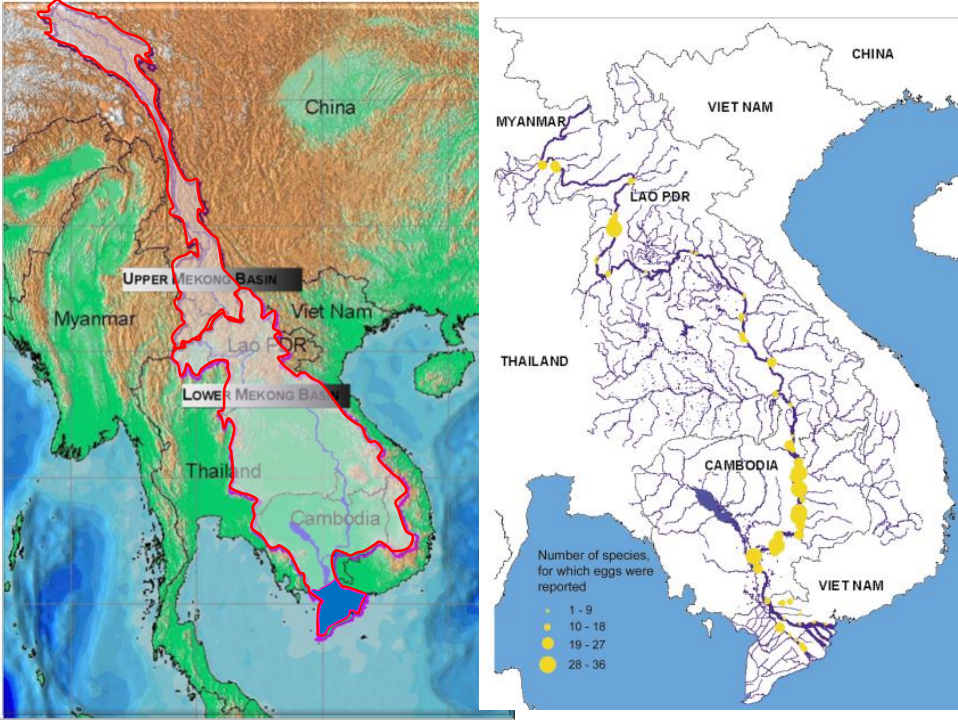 China
UPPER MEKONG BASIN
Myanmar
Viet Nam
Lao PDR
LOWER MEKONG BASIN
Thailand
Cambodia
CHINA
VIET NAM
MYANMAR
LAO PDR
THAILAND
CAMBODIA
Number of species,
for which eggs were
reported
1 - 9
10 - 18
19 - 27
28 - 36
VIET NAM